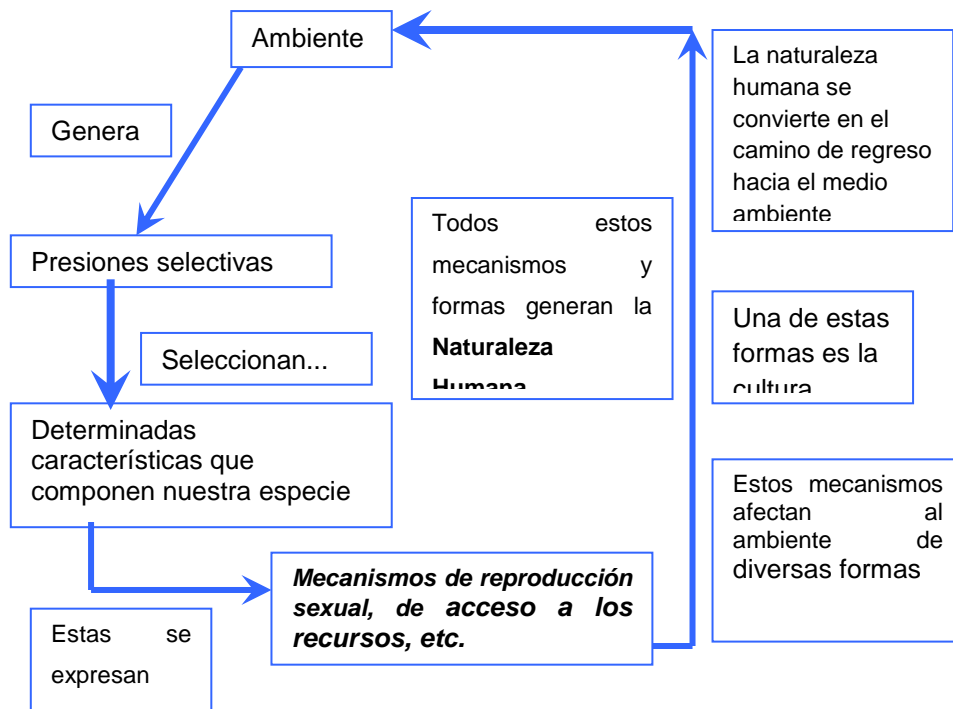 Ambiente
Genera
Presiones selectivas
Seleccionan...
Determinadas
características que
componen nuestra especie
Estas se
expresan
Mecanismos de reproducción
sexual, de acceso a los
recursos, etc.
Todos estos
mecanismos y
formas generan la
Naturaleza
Humana
La naturaleza
humana se
convierte en el
camino de regreso
hacia el medio
ambiente
Una de estas
formas es la
cultura
Estos mecanismos
afectan al
ambiente de
diversas formas